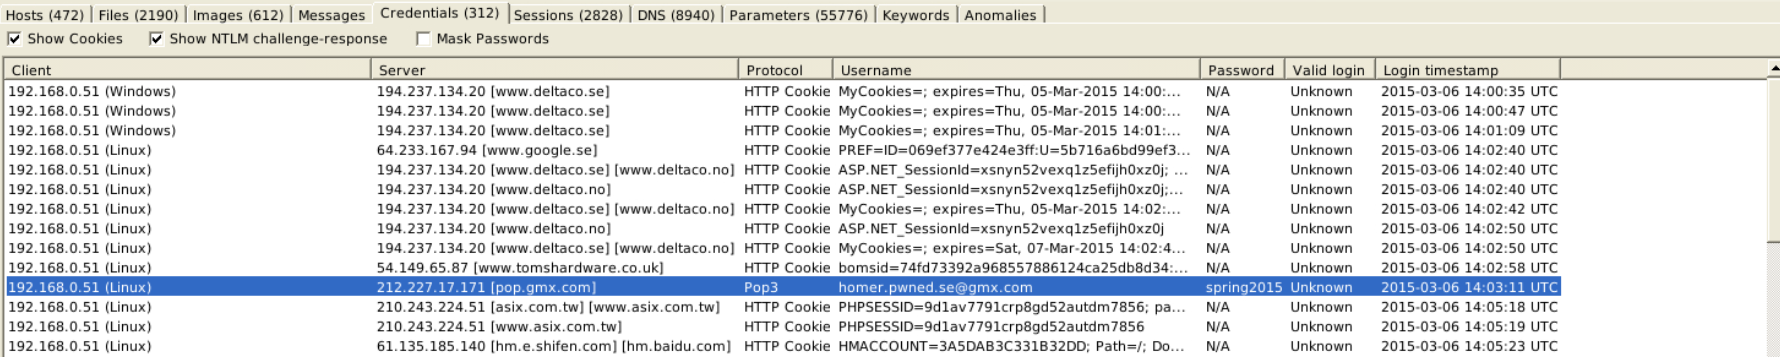 Hosts (472) Files (2190) Images (612) Messages Credentials (312) Sessions (2828) DNS (8940) Parameters (55776) Keywords Anomalies
Show Cookies Show NTLM challenge-response Mask Passwords
Client Server Protocol Username Password Valid login Login timestamp
192.168.0.51 (Windows) 194.237.134.20 [www.deltaco.se] HTTP Cookie MyCookies=; expires=Thu, 05-Mar-2015 14:00:... N/A Unknown 2015-03-06 14:00:35 UTC
192.168.0.51 (Windows) 194.237.134.20 [www.deltaco.se] HTTP Cookie MyCookies=; expires=Thu, 05-Mar-2015 14:00:... N/A Unknown 2015-03-06 14:00:47 UTC
192.168.0.51 (Windows) 194.237.134.20 [www.deltaco.se] HTTP Cookie MyCookies=; expires=Thu, 05-Mar-2015 14:01:... N/A Unknown 2015-03-06 14:01:09 UTC
192.168.0.51 (Linux) 64.233.167.94 [www.google.se] HTTP Cookie PREF=ID=069ef377e424e3ff:U=5b716a6bd99ef3... N/A Unknown 2015-03-06 14:02:40 UTC
192.168.0.51 (Linux) 194.237.134.20 [www.deltaco.se] [www.deltaco.no] HTTP Cookie ASP.NET_SessionId=xsnyn52vexq1z5efijh0xz0j; ... N/A Unknown 2015-03-06 14:02:40 UTC
192.168.0.51 (Linux) 194.237.134.20 [www.deltaco.no] HTTP Cookie ASP.NET_SessionId=xsnyn52vexq1z5efijh0xz0j;... N/A Unknown 2015-03-06 14:02:40 UTC
192.168.0.51 (Linux) 194.237.134.20 [www.deltaco.se] [www.deltaco.no] HTTP Cookie MyCookies=; expires=Thu, 05-Mar-2015 14:02:... N/A Unknown 2015-03-06 14:02:42 UTC
192.168.0.51 (Linux) 194.237.134.20 [www.deltaco.no] HTTP Cookie ASP.NET_SessionId=xsnyn52vexq1z5efijh0xz0j N/A Unknown 2015-03-06 14:02:50 UTC
192.168.0.51 (Linux) 194.237.134.20 [www.deltaco.se] [www.deltaco.no] HTTP Cookie MyCookies=; expires=Sat, 07-Mar-2015 14:02:4... N/A Unknown 2015-03-06 14:02:50 UTC
192.168.0.51 (Linux) 54.149.65.87 [www.tomshardware.co.uk] HTTP Cookie bomsid=74fd73392a968557886124ca25db8d34:... N/A Unknown 2015-03-06 14:02:58 UTC
192.168.0.51 (Linux) 212.227.17.171 [pop.gmx.com] Pop3 homer.pwned.se@gmx.com spring2015 Unknown 2015-03-06 14:03:11 UTC
192.168.0.51 (Linux) 210.243.224.51 [asix.com.tw] [www.asix.com.tw] HTTP Cookie PHPSESSID=9d1av7791crp8gd52autdm7856; pa... N/A Unknown 2015-03-06 14:05:18 UTC
192.168.0.51 (Linux) 210.243.224.51 [www.asix.com.tw] HTTP Cookie PHPSESSID=9d1av7791crp8gd52autdm7856 N/A Unknown 2015-03-06 14:05:19 UTC
192.168.0.51 (Linux) 61.135.185.140 [hm.e.shifen.com] [hm.baidu.com] HTTP Cookie HMACCOUNT=3A5DAB3C331B32DD; Path=/; Do... N/A Unknown 2015-03-06 14:05:23 UTC